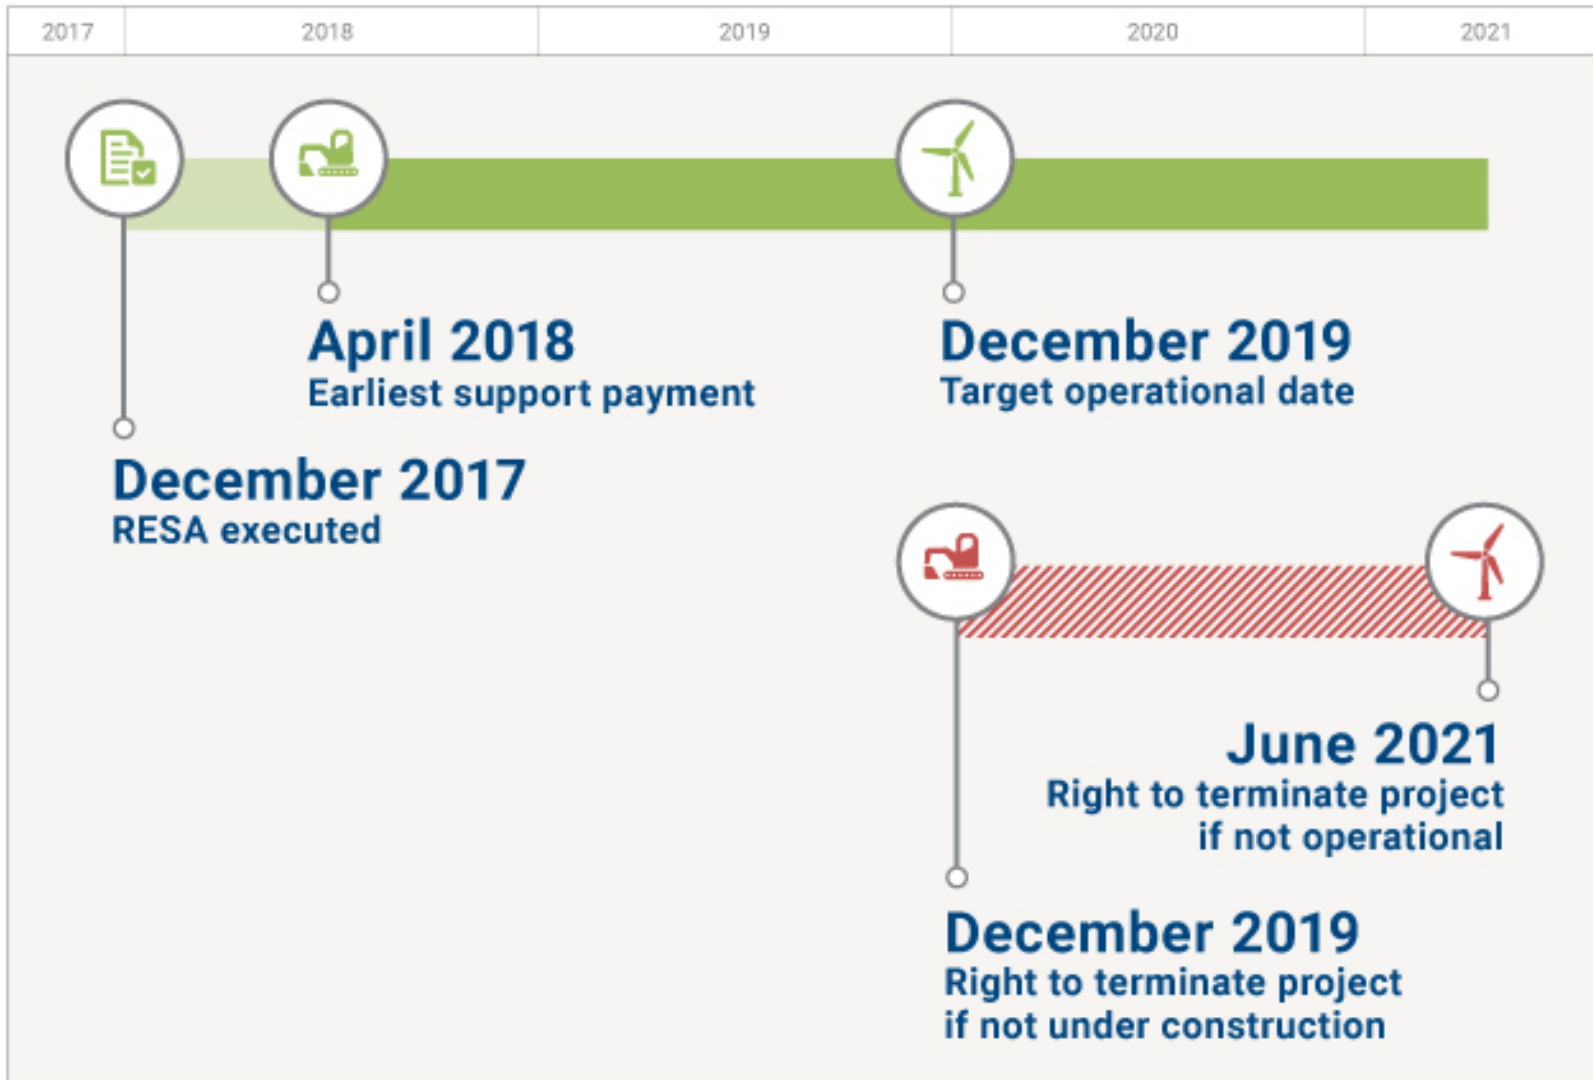 2017
2018
2019
2020
2021
April 2018
Earliest support payment
December 2019
Target operational date
December 2017
RESA executed
June 2021
Right to terminate project
if not operational
December 2019
Right to terminate project
if not under construction